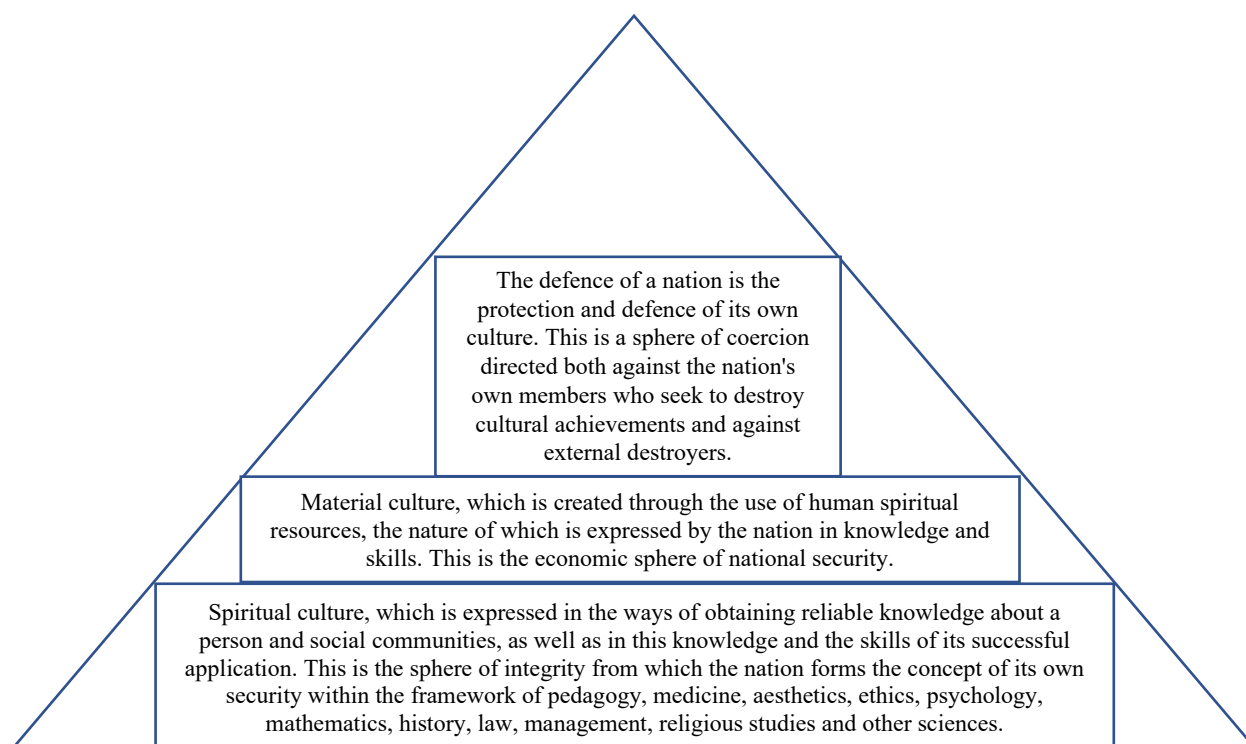 The defence of a nation is the
protection and defence of its own
culture. This is a sphere of coercion
directed both against the nation's
own members who seek to destroy
cultural achievements and against
external destroyers.
Material culture, which is created through the use of human spiritual
resources, the nature of which is expressed by the nation in knowledge and
skills. This is the economic sphere of national security.
Spiritual culture, which is expressed in the ways of obtaining reliable knowledge about a
person and social communities, as well as in this knowledge and the skills of its successful
application. This is the sphere of integrity from which the nation forms the concept of its own
security within the framework of pedagogy, medicine, aesthetics, ethics, psychology,
mathematics, history, law, management, religious studies and other sciences.